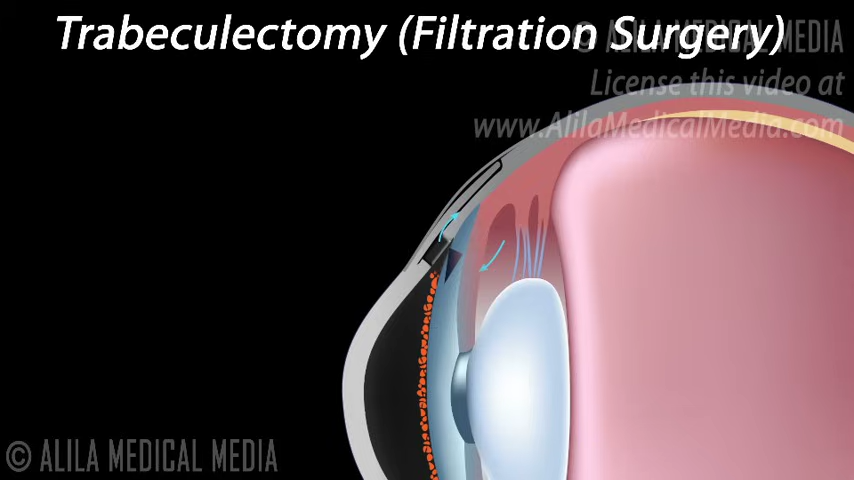 Trabeculectomy (Filtration Surgery)
© ALILA MEDICAL MEDIA
License this video at
www.AlilaMedicalMedia.com
© ALILA MEDICAL MEDIA